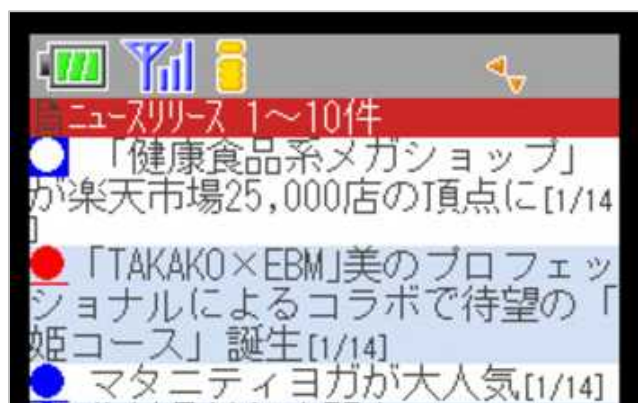 ニュースリリース 1～10件
「健康食品系メガショップ」
が楽天市場25,000店の頂点に[1/14
]
「TAKAKO×EBM」美のプロフェッ
ショナルによるコラボで待望の「
姫コース」誕生[1/14]
マタニティヨガが大人気[1/14]